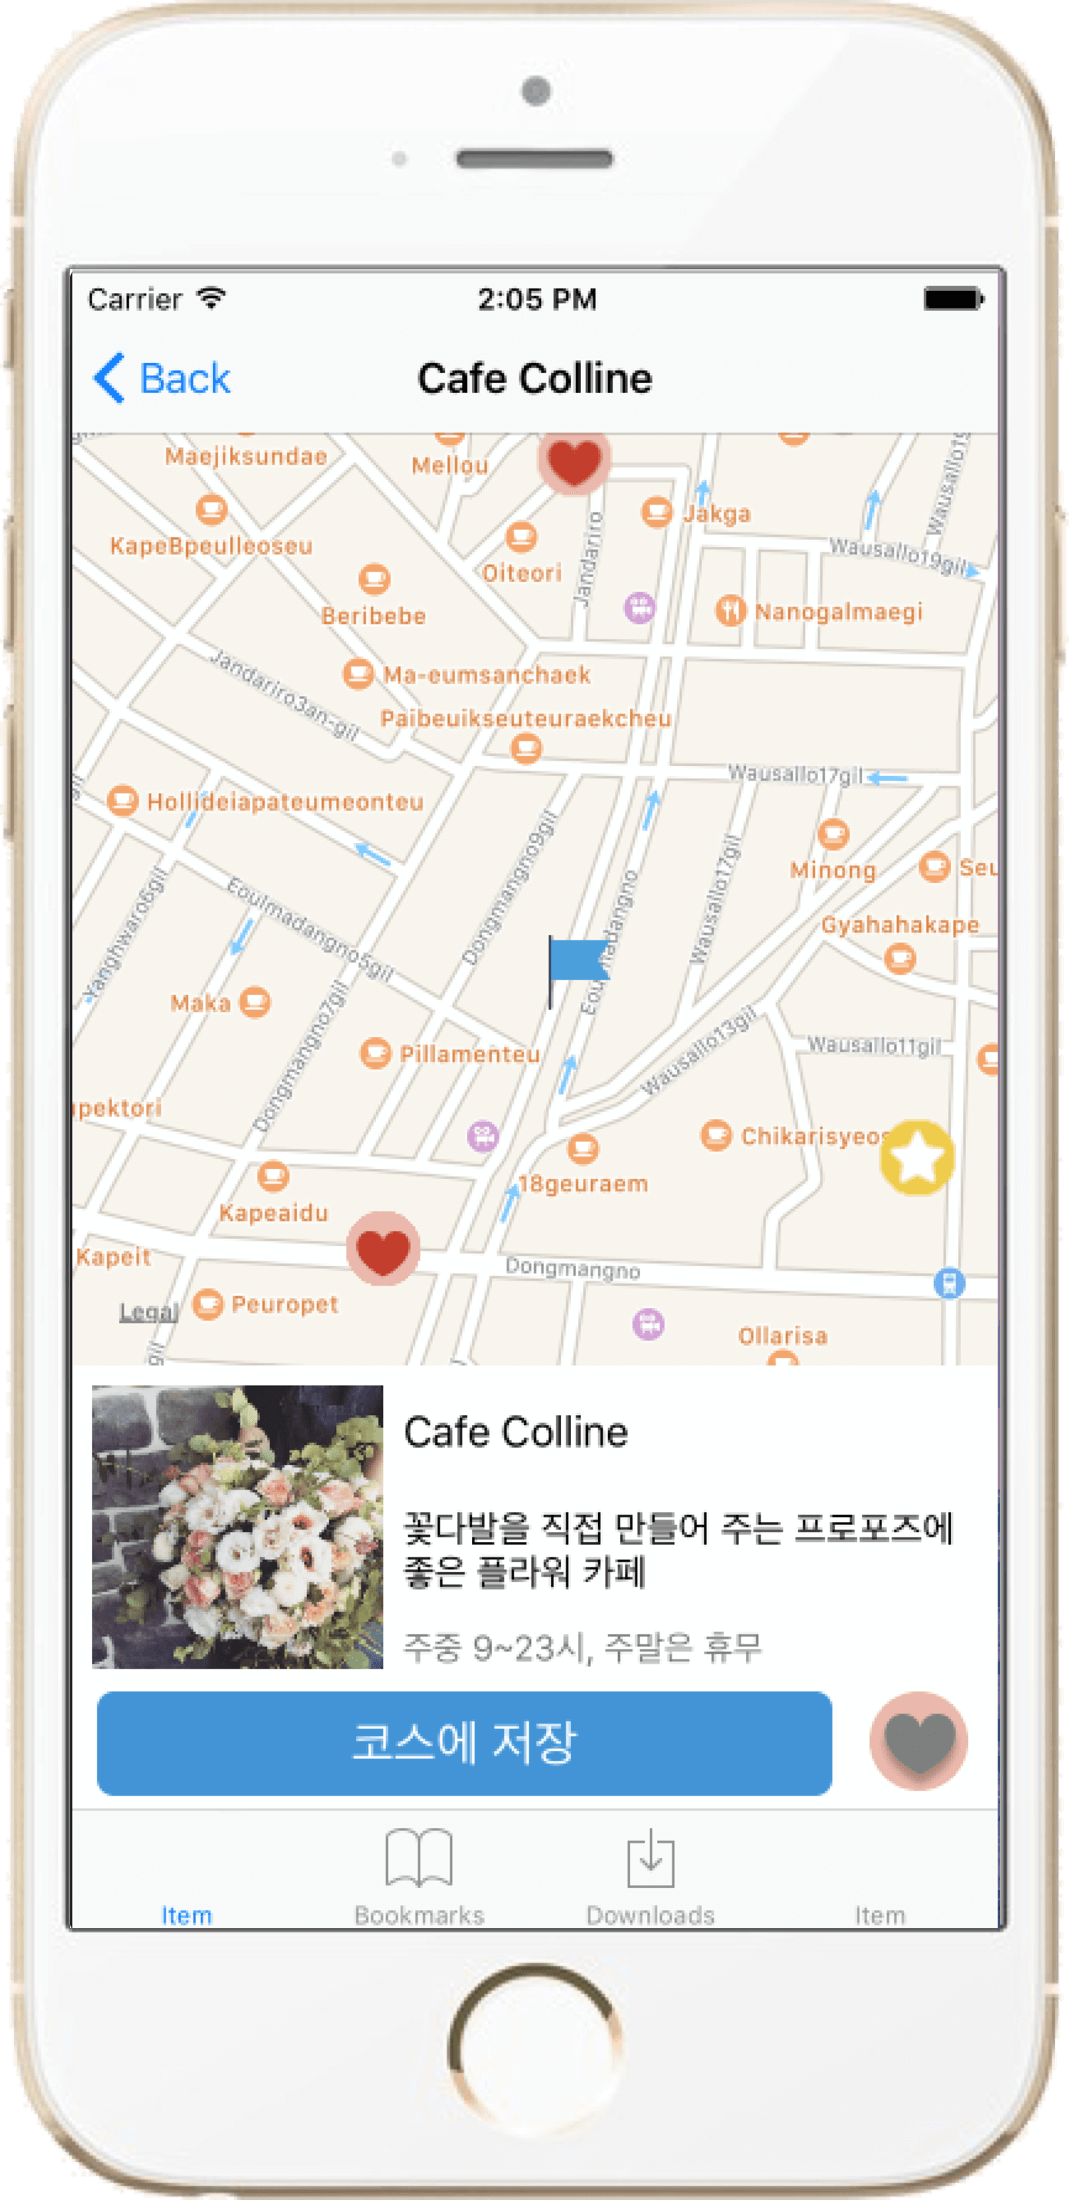 Carrier 2:05 PM
Back Cafe Colline
Maejiksundae
Mellou
Jakga
Wausallo19
KapeBpeulleoseu
Oiteori
Jandariro
Wausallo19gil
Beribebe
Nanogalmaegi
Jandariro3an-gil
Ma-eumsanchaek
Paibeuikseuteuraekcheu
Wausallo17gil
Hollideiapateumeonteu
Dongmangno9gil
Minong
Seu
Yanghwaro6gil
Eoulmadangno5gil
Wausallo17gil
Gyahahakape
Maka
Dongmangno7gil
Pillamenteu
Wausallo13gil
Wausallo11gil
pektori
Chikarisyeo
18geuraem
Kapeaidu
Kapeit
Dongmangno
Legal
Peuropet
Ollarisa
gil
Cafe Colline
꽃다발을 직접 만들어 주는 프로포즈에
좋은 플라워 카페
주중 9~23시, 주말은 휴무
코스에 저장
Item Bookmarks Downloads Item